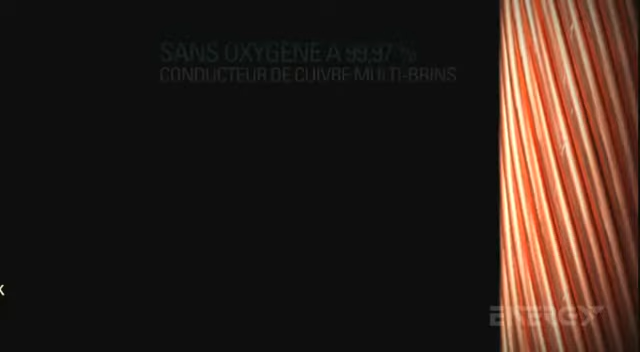 SANS OXYGÈNE À 99.97 %
CONDUCTEUR DE CUIVRE MULTI-BRINS